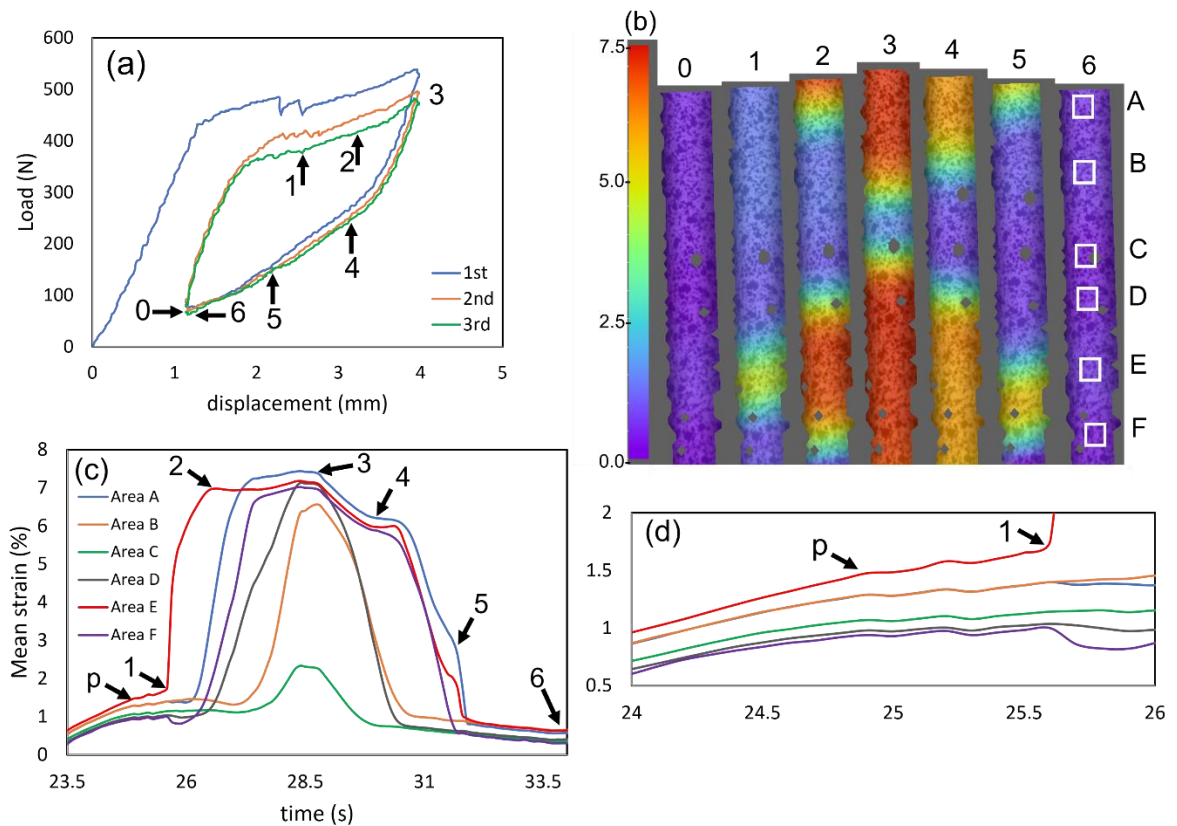 (a)
Load (N)
600
500
400
300
200
100
0
0 1 2 3 4 5
displacement (mm)
0
1
2
3
4
5
6
1st
2nd
3rd
(b)
7.5
5.0
2.5
0.0
0 1 2 3 4 5 6
A
B
C
D
E
F
(c)
Mean strain (%)
8
7
6
5
4
3
2
1
0
23.5 26 28.5 31 33.5
time (s)
Area A
Area B
Area C
Area D
Area E
Area F
p
1
2
3
4
5
6
(d)
2
1.5
1
0.5
24 24.5 25 25.5 26
p
1